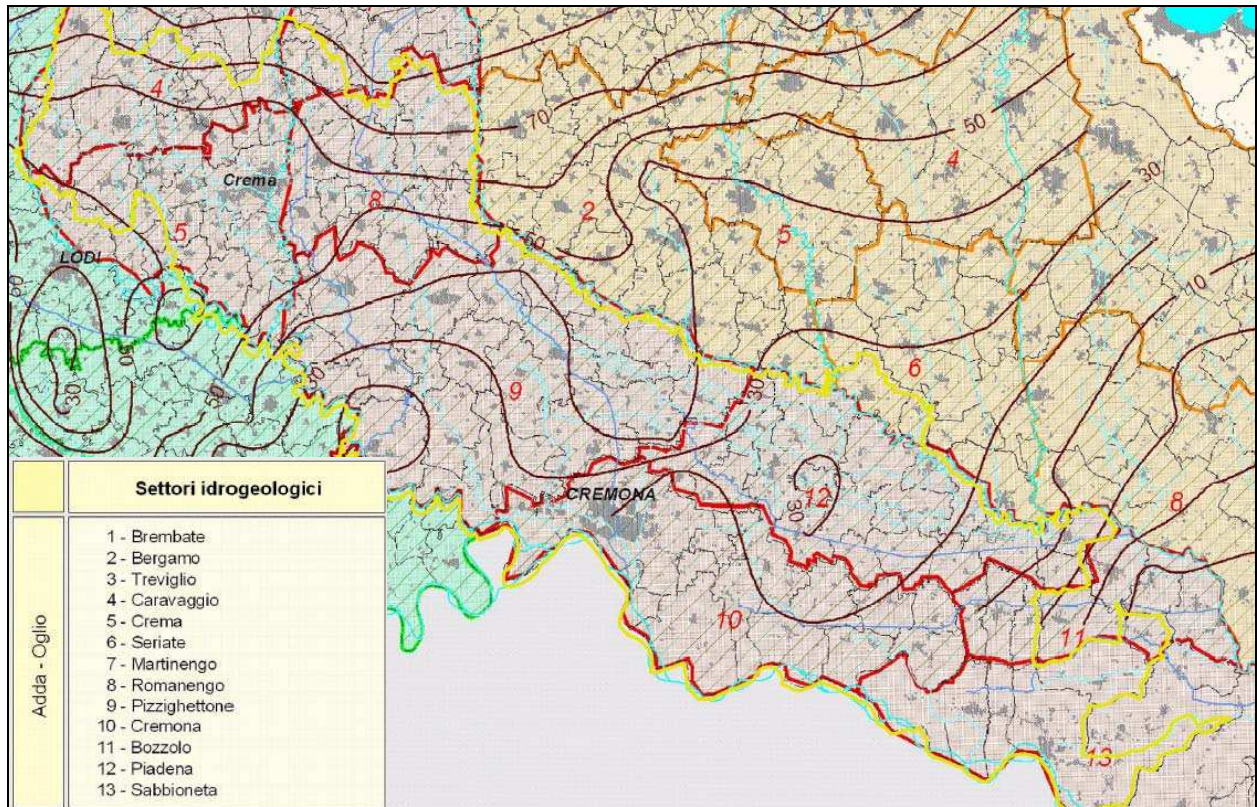 4
70
50
4
Crema
30
8
2
60
5
5
LODI
50
10
50
30
30
9
30
6
30
12
30
8
CREMONA
10
11
13
Settori idrogeologici
Adda - Oglio
1 - Brembate
2 - Bergamo
3 - Treviglio
4 - Caravaggio
5 - Crema
6 - Seriate
7 - Martinengo
8 - Romanengo
9 - Pizzighettone
10 - Cremona
11 - Bozzolo
12 - Piadena
13 - Sabbioneta